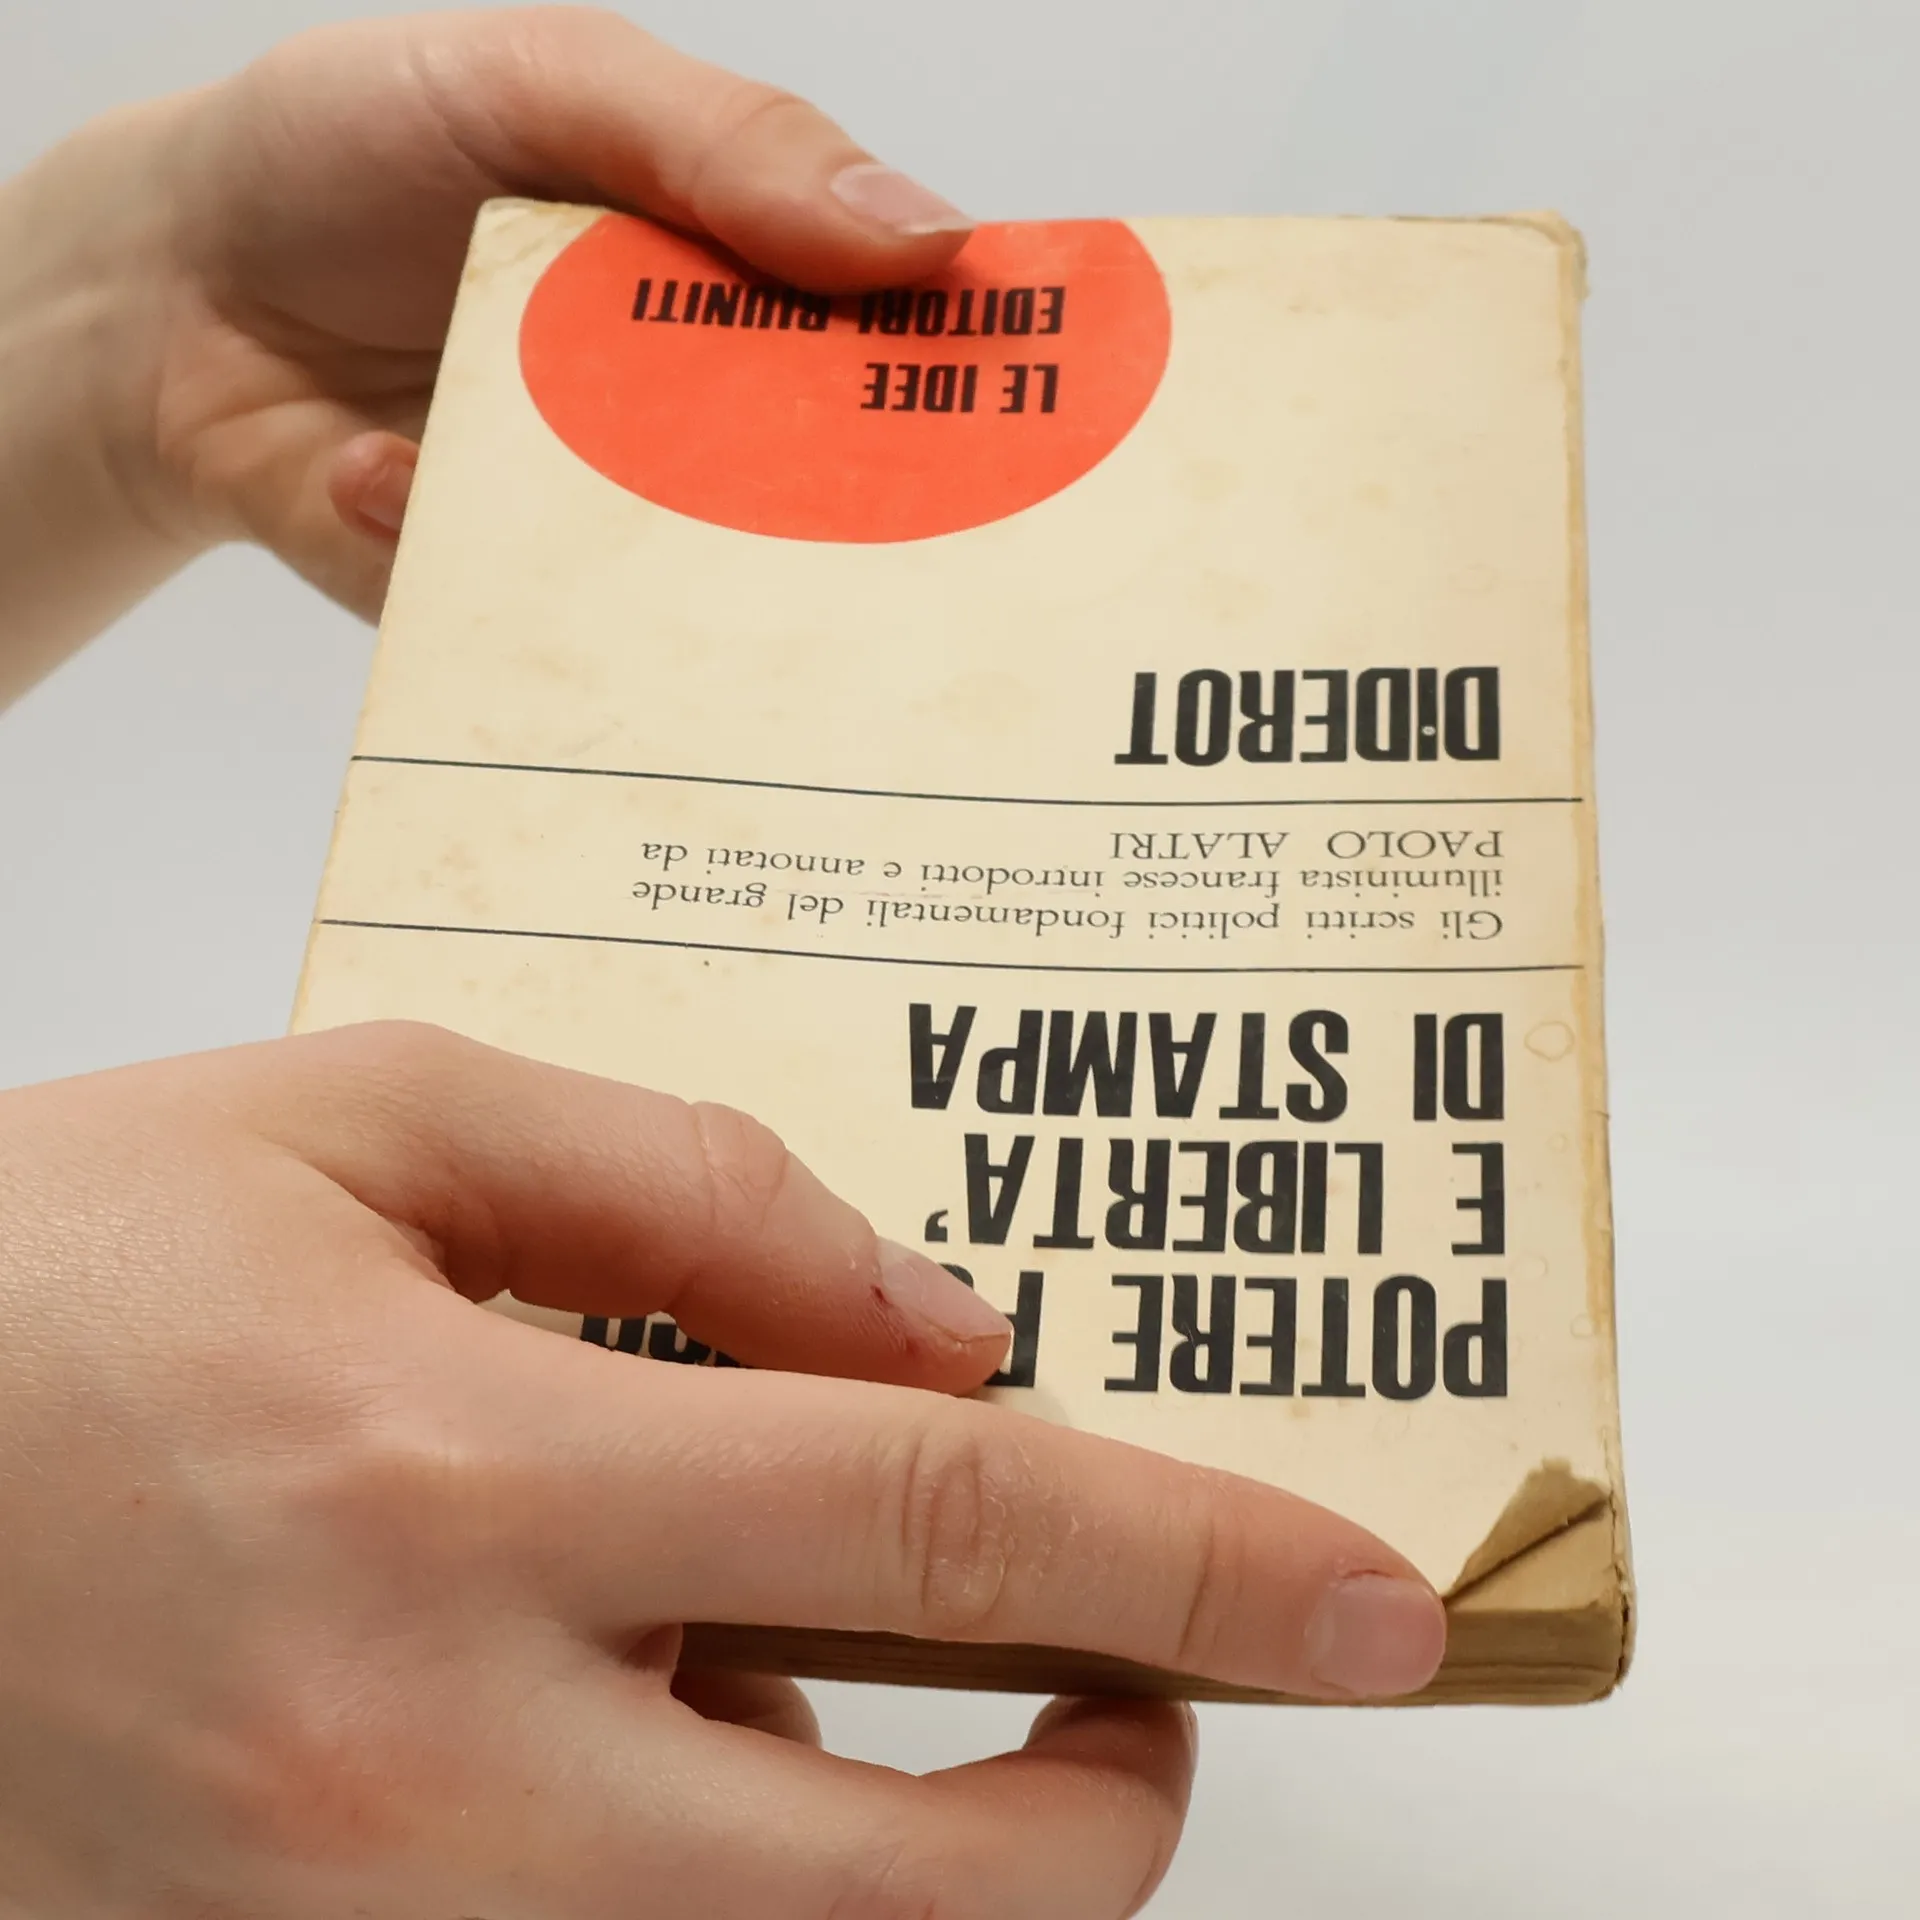 POTERE
E LIBERTA'
DI STAMPA
Gli scritti politici fondamentali del grande
illuminista francese introdotti e annotati da
PAOLO ALATRI
DiDEROT
LE IDEE
EDITORI RIUNITI